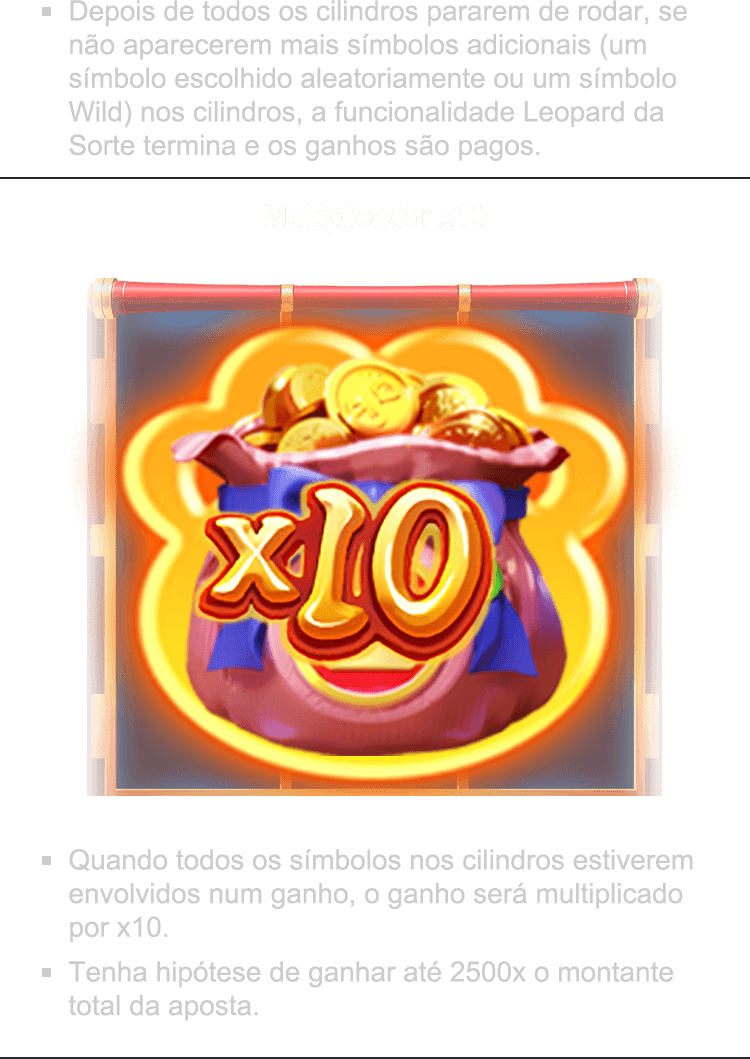 Depois de todos os cilindros pararem de rodar, se
não aparecerem mais símbolos adicionais (um
símbolo escolhido aleatoriamente ou um símbolo
Wild) nos cilindros, a funcionalidade Leopard da
Sorte termina e os ganhos são pagos.
Multiplicador x10
x10
Quando todos os símbolos nos cilindros estiverem
envolvidos num ganho, o ganho será multiplicado
por x10.
Tenha hipótese de ganhar até 2500x o montante
total da aposta.